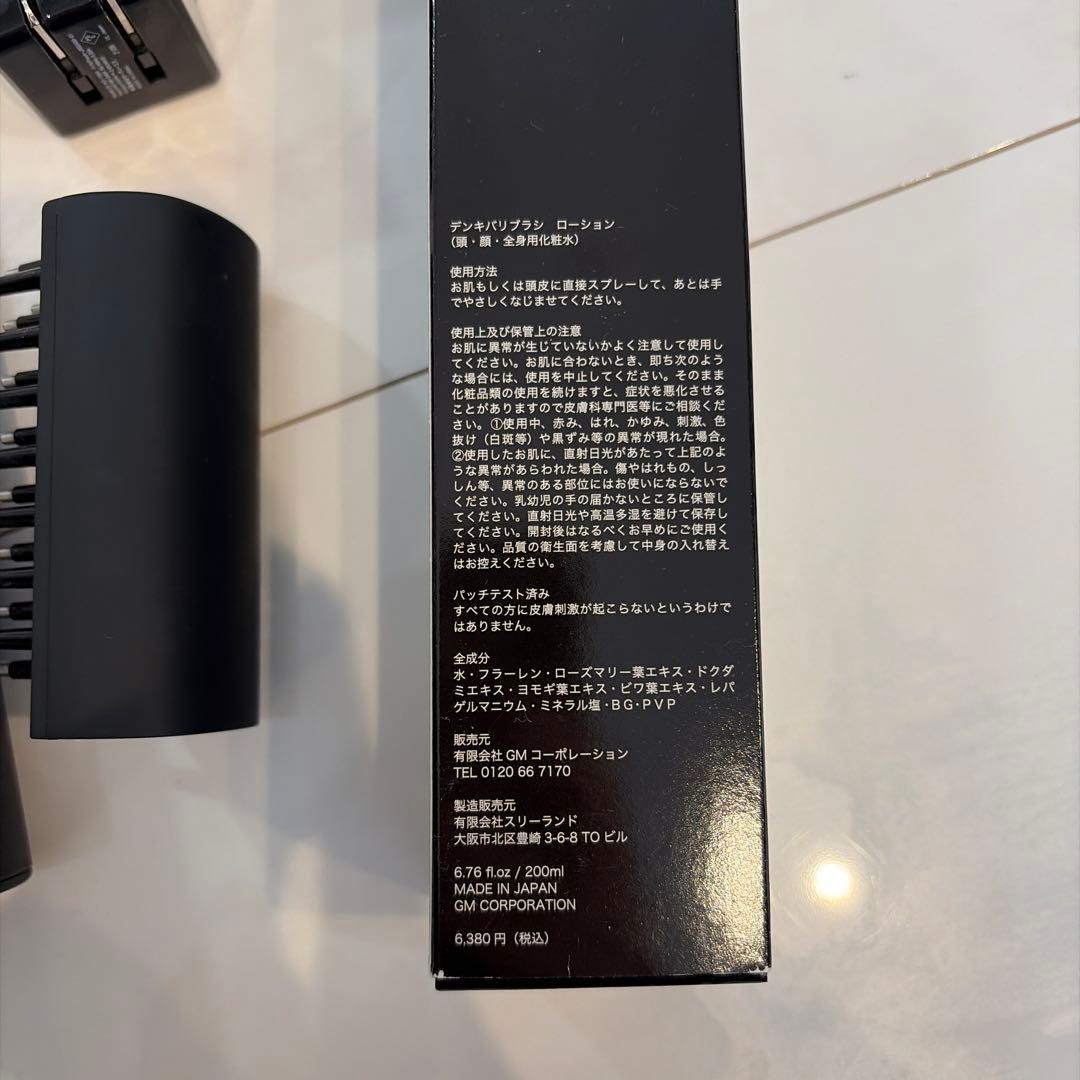 デンキバリブラシ　ローション
（頭・顔・全身用化粧水）
使用方法
お肌もしくは頭皮に直接スプレーして、あとは手
でやさしくなじませてください。
使用上及び保管上の注意
お肌に異常が生じていないかよく注意して使用し
てください。お肌に合わないとき、即ち次のよう
な場合には、使用を中止してください。そのまま
化粧品類の使用を続けますと、症状を悪化させる
ことがありますので皮膚科専門医等にご相談くだ
さい。①使用中、赤み、はれ、かゆみ、刺激、色
抜け（白斑等）や黒ずみ等の異常が現れた場合。
②使用したお肌に、直射日光があたって上記のよ
うな異常があらわれた場合。傷やはれもの、しっ
しん等、異常のある部位にはお使いにならないで
ください。乳幼児の手の届かないところに保管し
てください。直射日光や高温多湿を避けて保存し
てください。開封後はなるべくお早めにご使用く
ださい。品質の衛生面を考慮して中身の入れ替え
はお控えください。
パッチテスト済み
すべての方に皮膚刺激が起こらないというわけで
はありません。
全成分
水・フラーレン・ローズマリー葉エキス・ドクダ
ミエキス・ヨモギ葉エキス・ビワ葉エキス・レパ
ゲルマニウム・ミネラル塩・BG・PVP
販売元
有限会社 GM コーポレーション
TEL 0120 66 7170
製造販売元
有限会社スリーランド
大阪市北区豊崎 3-6-8 TO ビル
6.76 fl.oz / 200ml
MADE IN JAPAN
GM CORPORATION
6,380 円（税込）